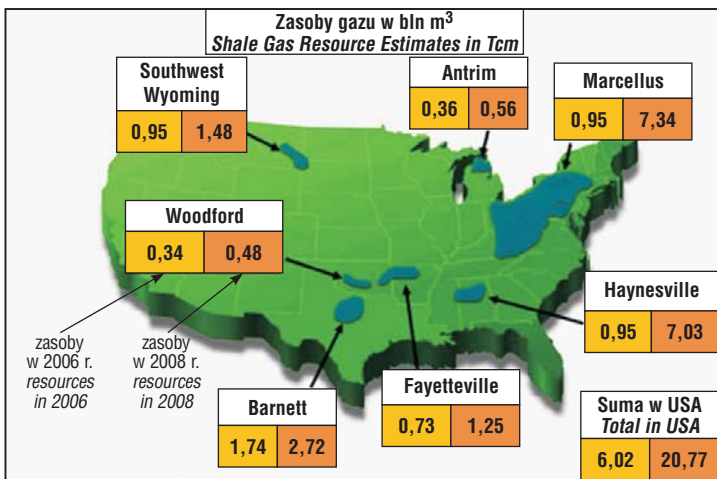 Zasoby gazu w bln m³
Shale Gas Resource Estimates in Tcm
Southwest
Wyoming
0,95 1,48
Antrim
0,36 0,56
Marcellus
0,95 7,34
Woodford
0,34 0,48
zasoby
w 2006 r.
resources
in 2006
zasoby
w 2008 r.
resources
in 2008
Haynesville
0,95 7,03
Barnett
1,74 2,72
Fayetteville
0,73 1,25
Suma w USA
Total in USA
6,02 20,77